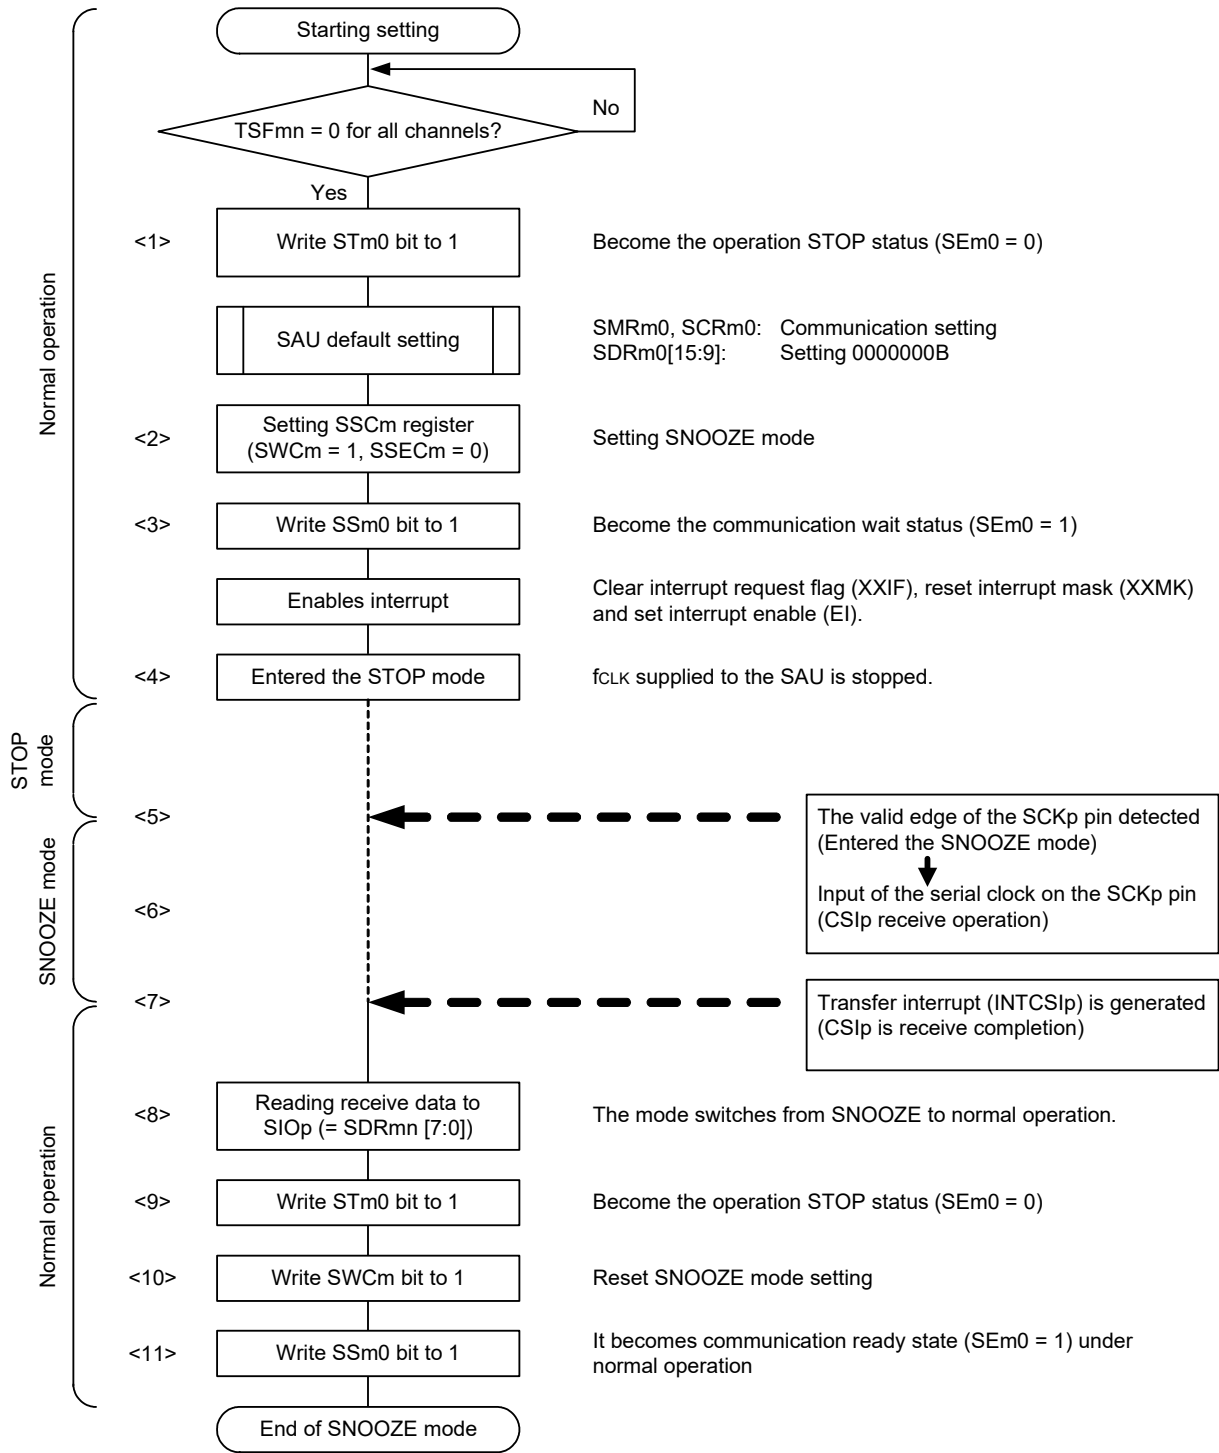 Starting setting
No
TSFmn = 0 for all channels?
Yes
Normal operation
<1>
Write STm0 bit to 1
Become the operation STOP status (SEm0 = 0)
SAU default setting
SMRm0, SCRm0: Communication setting
SDRm0[15:9]: Setting 0000000B
<2>
Setting SSCm register
(SWCm = 1, SSECm = 0)
Setting SNOOZE mode
<3>
Write SSm0 bit to 1
Become the communication wait status (SEm0 = 1)
Enables interrupt
Clear interrupt request flag (XXIF), reset interrupt mask (XXMK)
and set interrupt enable (EI).
<4>
Entered the STOP mode
fCLK supplied to the SAU is stopped.
STOP
mode
<5>
The valid edge of the SCKp pin detected
(Entered the SNOOZE mode)
Input of the serial clock on the SCKp pin
(CSIp receive operation)
SNOOZE mode
<6>
<7>
Transfer interrupt (INTCSIp) is generated
(CSIp is receive completion)
Normal operation
<8>
Reading receive data to
SIOp (= SDRmn [7:0])
The mode switches from SNOOZE to normal operation.
<9>
Write STm0 bit to 1
Become the operation STOP status (SEm0 = 0)
<10>
Write SWCm bit to 1
Reset SNOOZE mode setting
<11>
Write SSm0 bit to 1
It becomes communication ready state (SEm0 = 1) under
normal operation
End of SNOOZE mode